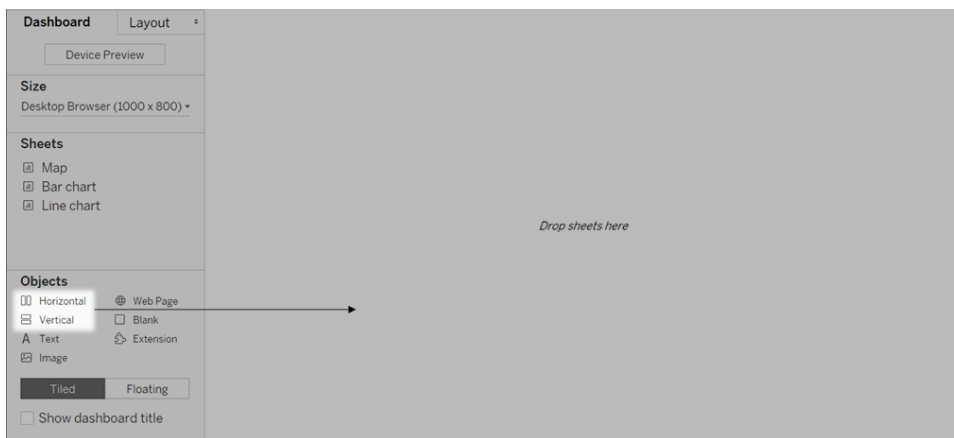 Dashboard Layout
Device Preview
Size
Desktop Browser (1000 x 800)
Sheets
Map
Bar chart
Line chart
Drop sheets here
Objects
Horizontal Web Page
Vertical Blank
A Text Extension
Image
Tiled Floating
Show dashboard title